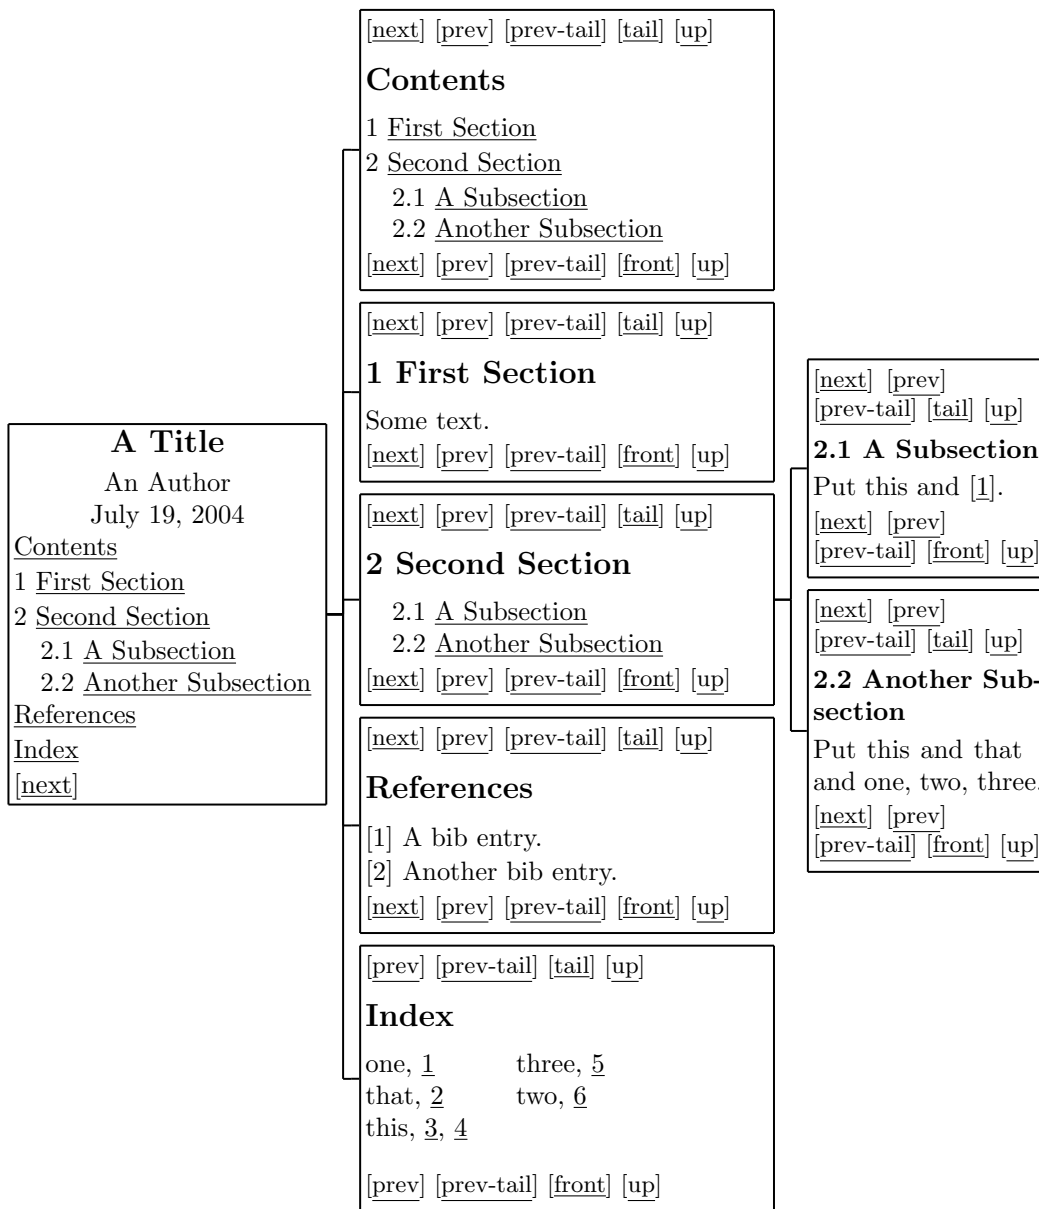 A Title
An Author
July 19, 2004
Contents
1 First Section
2 Second Section
2.1 A Subsection
2.2 Another Subsection
References
Index
[next]
[next] [prev] [prev-tail] [tail] [up]
Contents
1 First Section
2 Second Section
2.1 A Subsection
2.2 Another Subsection
[next] [prev] [prev-tail] [front] [up]
[next] [prev] [prev-tail] [tail] [up]
1 First Section
Some text.
[next] [prev] [prev-tail] [front] [up]
[next] [prev] [prev-tail] [tail] [up]
2 Second Section
2.1 A Subsection
2.2 Another Subsection
[next] [prev] [prev-tail] [front] [up]
[next] [prev] [prev-tail] [tail] [up]
References
[1] A bib entry.
[2] Another bib entry.
[next] [prev] [prev-tail] [front] [up]
[prev] [prev-tail] [tail] [up]
Index
one, 1 three, 5
that, 2 two, 6
this, 3, 4
[prev] [prev-tail] [front] [up]
[next] [prev]
[prev-tail] [tail] [up]
2.1 A Subsection
Put this and [1].
[next] [prev]
[prev-tail] [front] [up]
[next] [prev]
[prev-tail] [tail] [up]
2.2 Another Sub-
section
Put this and that
and one, two, three.
[next] [prev]
[prev-tail] [front] [up]